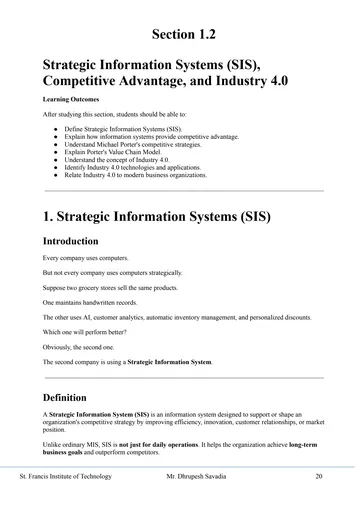 Section 1.2
Strategic Information Systems (SIS),
Competitive Advantage, and Industry 4.0
Learning Outcomes
After studying this section, students should be able to:
● Define Strategic Information Systems (SIS).
● Explain how information systems provide competitive advantage.
● Understand Michael Porter's competitive strategies.
● Explain Porter's Value Chain Model.
● Understand the concept of Industry 4.0.
● Identify Industry 4.0 technologies and applications.
● Relate Industry 4.0 to modern business organizations.
1. Strategic Information Systems (SIS)
Introduction
Every company uses computers.
But not every company uses computers strategically.
Suppose two grocery stores sell the same products.
One maintains handwritten records.
The other uses AI, customer analytics, automatic inventory management, and personalized discounts.
Which one will perform better?
Obviously, the second one.
The second company is using a Strategic Information System.
Definition
A Strategic Information System (SIS) is an information system designed to support or shape an
organization's competitive strategy by improving efficiency, innovation, customer relationships, or market
position.
Unlike ordinary MIS, SIS is not just for daily operations. It helps the organization achieve long-term
business goals and outperform competitors.
St. Francis Institute of Technology Mr. Dhrupesh Savadia 20